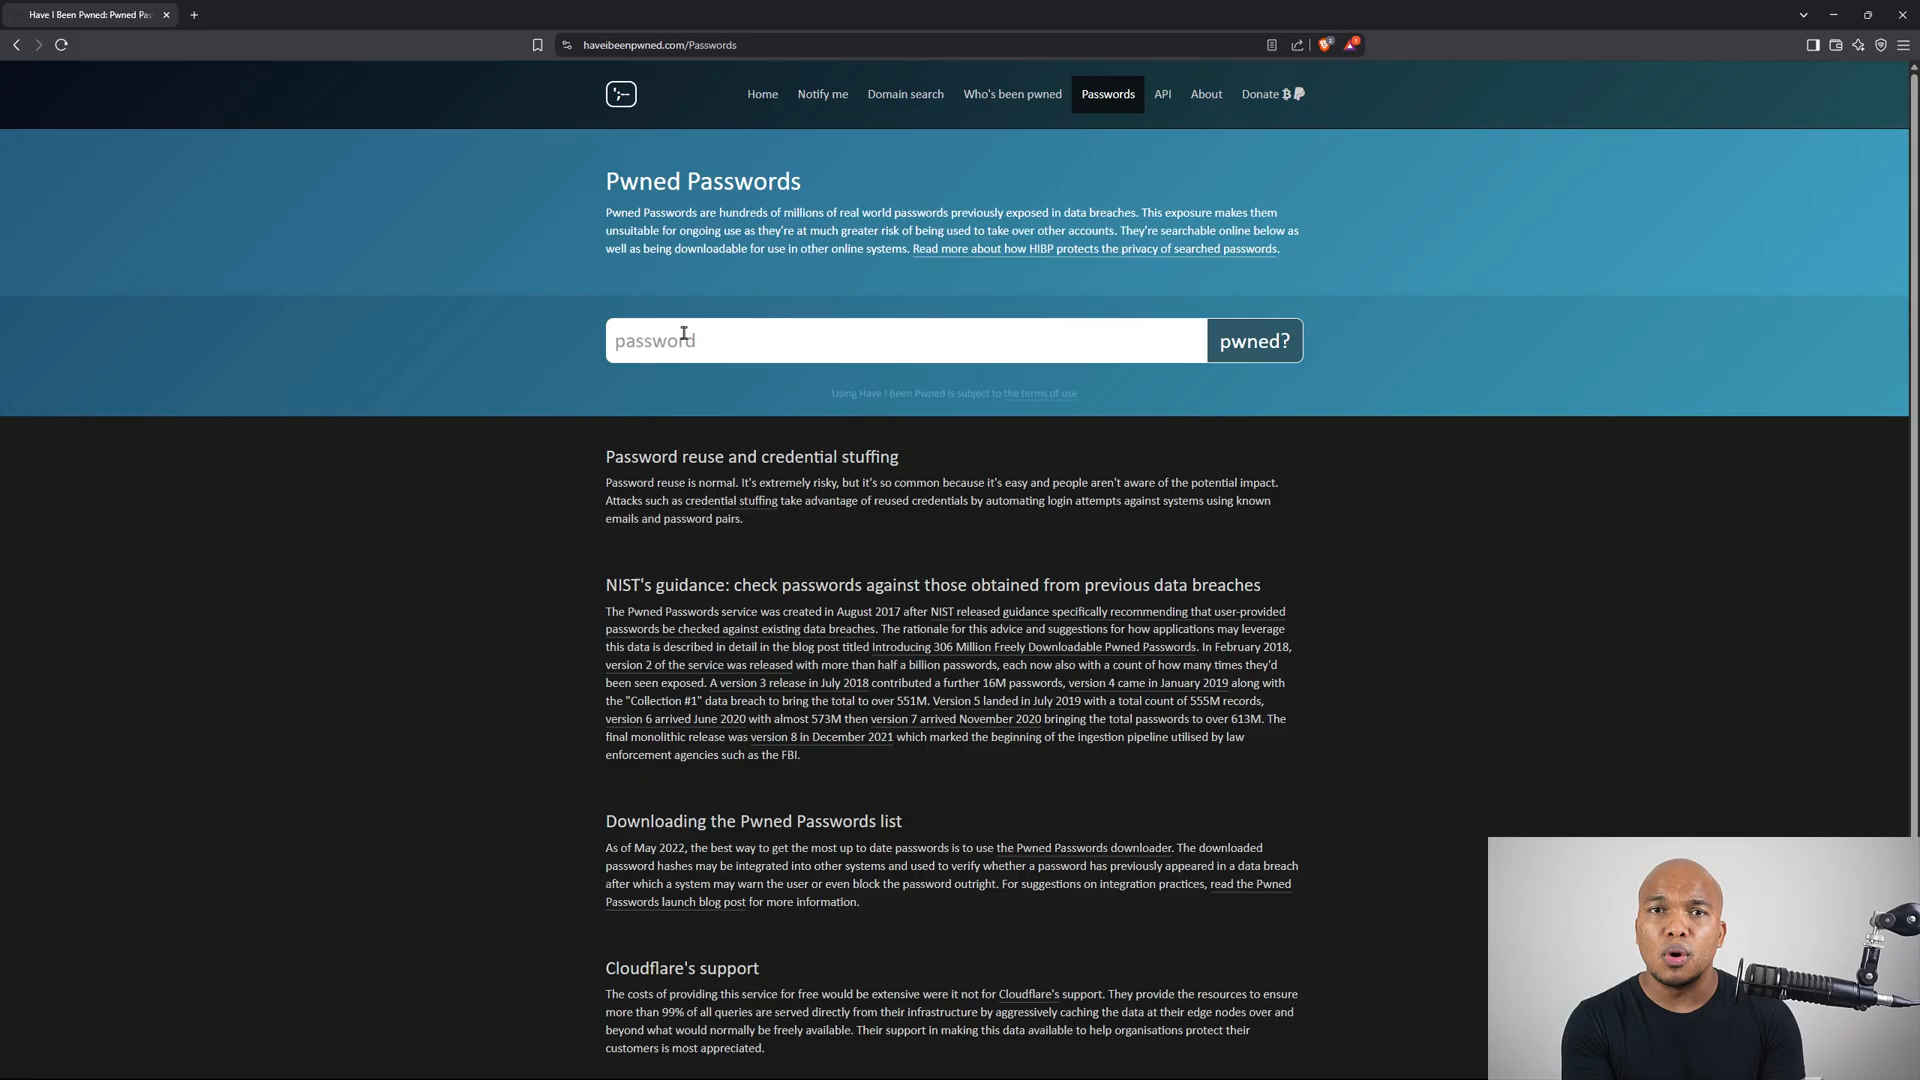 Have I Been Pwned: Pwned Pas
haveibeenpwned.com/Passwords
2
1
';--
Home
Notify me
Domain search
Who's been pwned
Passwords
API
About
Donate
Pwned Passwords
Pwned Passwords are hundreds of millions of real world passwords previously exposed in data breaches. This exposure makes them
unsuitable for ongoing use as they're at much greater risk of being used to take over other accounts. They're searchable online below as
well as being downloadable for use in other online systems. Read more about how HIBP protects the privacy of searched passwords.
password
pwned?
Using Have I Been Pwned is subject to the terms of use
Password reuse and credential stuffing
Password reuse is normal. It's extremely risky, but it's so common because it's easy and people aren't aware of the potential impact.
Attacks such as credential stuffing take advantage of reused credentials by automating login attempts against systems using known
emails and password pairs.
NIST's guidance: check passwords against those obtained from previous data breaches
The Pwned Passwords service was created in August 2017 after NIST released guidance specifically recommending that user-provided
passwords be checked against existing data breaches. The rationale for this advice and suggestions for how applications may leverage
this data is described in detail in the blog post titled Introducing 306 Million Freely Downloadable Pwned Passwords. In February 2018,
version 2 of the service was released with more than half a billion passwords, each now also with a count of how many times they'd
been seen exposed. A version 3 release in July 2018 contributed a further 16M passwords, version 4 came in January 2019 along with
the "Collection #1" data breach to bring the total to over 551M. Version 5 landed in July 2019 with a total count of 555M records,
version 6 arrived June 2020 with almost 573M then version 7 arrived November 2020 bringing the total passwords to over 613M. The
final monolithic release was version 8 in December 2021 which marked the beginning of the ingestion pipeline utilised by law
enforcement agencies such as the FBI.
Downloading the Pwned Passwords list
As of May 2022, the best way to get the most up to date passwords is to use the Pwned Passwords downloader. The downloaded
password hashes may be integrated into other systems and used to verify whether a password has previously appeared in a data breach
after which a system may warn the user or even block the password outright. For suggestions on integration practices, read the Pwned
Passwords launch blog post for more information.
Cloudflare's support
The costs of providing this service for free would be extensive were it not for Cloudflare's support. They provide the resources to ensure
more than 99% of all queries are served directly from their infrastructure by aggressively caching the data at their edge nodes over and
beyond what would normally be freely available. Their support in making this data available to help organisations protect their
customers is most appreciated.